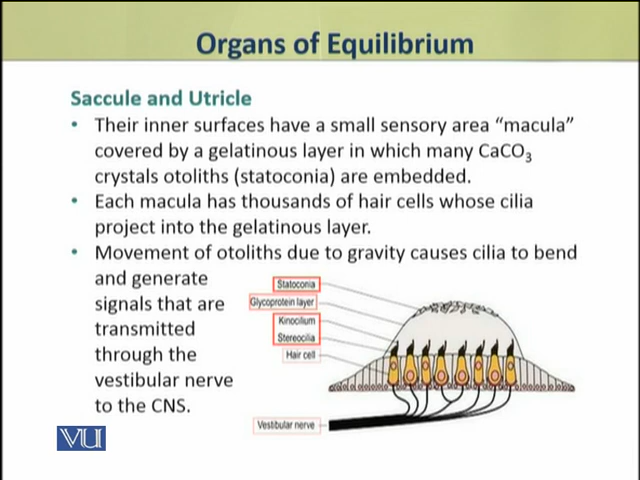 Organs of Equilibrium
Saccule and Utricle
• Their inner surfaces have a small sensory area “macula”
covered by a gelatinous layer in which many CaCO₃
crystals otoliths (statoconia) are embedded.
• Each macula has thousands of hair cells whose cilia
project into the gelatinous layer.
• Movement of otoliths due to gravity causes cilia to bend
and generate
signals that are
transmitted
through the
vestibular nerve
to the CNS.
Statoconia
Glycoprotein layer
Kinocilium
Stereocilia
Hair cell
Vestibular nerve
VU